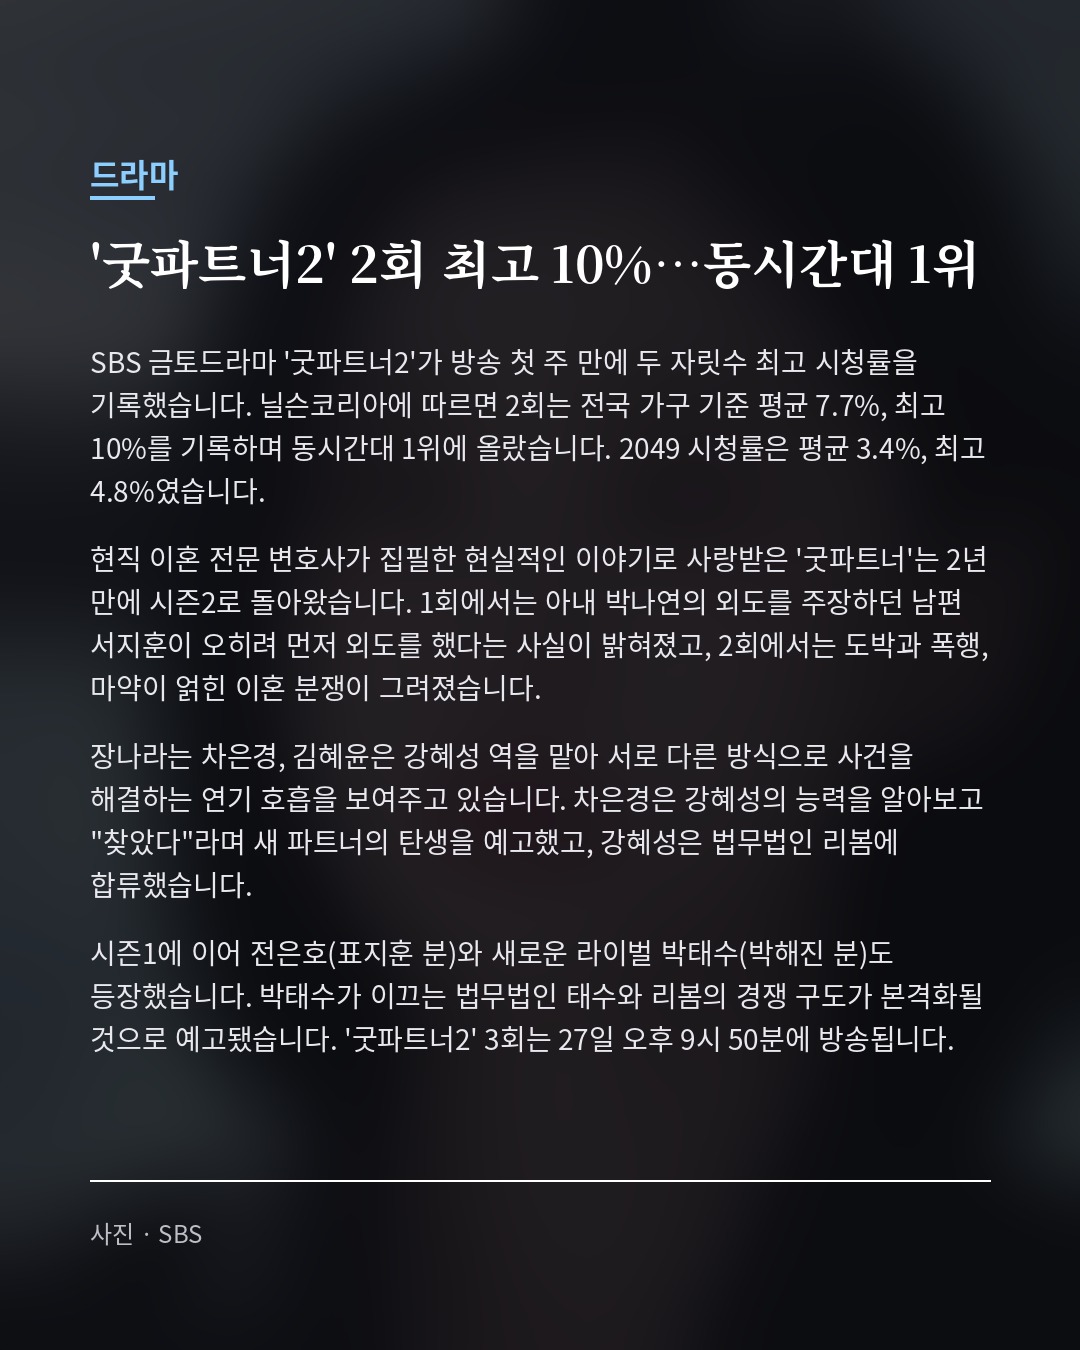 드라마
'굿파트너2' 2회 최고 10%⋯동시간대 1위
SBS 금토드라마 '굿파트너2'가 방송 첫 주 만에 두 자릿수 최고 시청률을
기록했습니다. 닐슨코리아에 따르면 2회는 전국 가구 기준 평균 7.7%, 최고
10%를 기록하며 동시간대 1위에 올랐습니다. 2049 시청률은 평균 3.4%, 최고
4.8%였습니다.
현직 이혼 전문 변호사가 집필한 현실적인 이야기로 사랑받은 '굿파트너'는 2년
만에 시즌2로 돌아왔습니다. 1회에서는 아내 박나연의 외도를 주장하던 남편
서지훈이 오히려 먼저 외도를 했다는 사실이 밝혀졌고, 2회에서는 도박과 폭행,
마약이 얽힌 이혼 분쟁이 그려졌습니다.
장나라는 차은경, 김혜윤은 강혜성 역을 맡아 서로 다른 방식으로 사건을
해결하는 연기 호흡을 보여주고 있습니다. 차은경은 강혜성의 능력을 알아보고
"찾았다"라며 새 파트너의 탄생을 예고했고, 강혜성은 법무법인 리봄에
합류했습니다.
시즌1에 이어 전은호(표지훈 분)와 새로운 라이벌 박태수(박해진 분)도
등장했습니다. 박태수가 이끄는 법무법인 태수와 리봄의 경쟁 구도가 본격화될
것으로 예고됐습니다. '굿파트너2' 3회는 27일 오후 9시 50분에 방송됩니다.
사진 · SBS